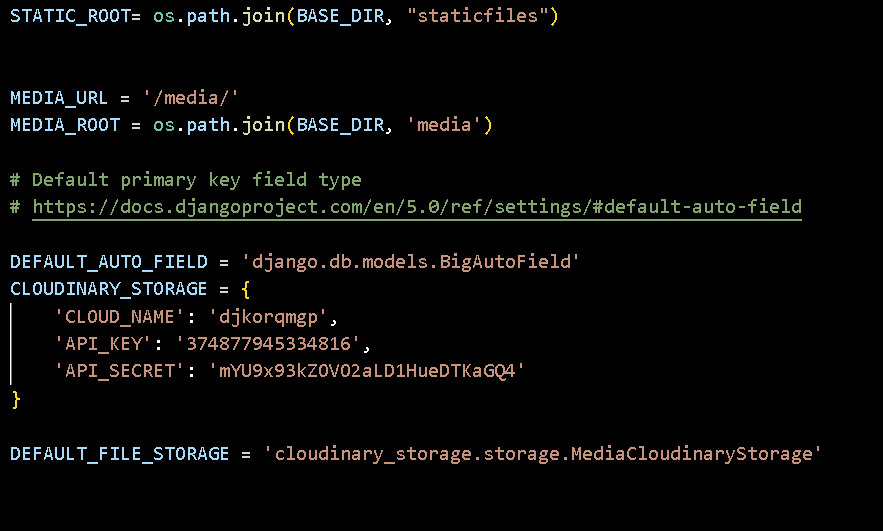 STATIC_ROOT= os.path.join(BASE_DIR, "staticfiles")
MEDIA_URL = '/media/'
MEDIA_ROOT = os.path.join(BASE_DIR, 'media')
# Default primary key field type
# https://docs.djangoproject.com/en/5.0/ref/settings/#default-auto-field
DEFAULT_AUTO_FIELD = 'django.db.models.BigAutoField'
CLOUDINARY_STORAGE = {
    'CLOUD_NAME': 'djkorqmgp',
    'API_KEY': '374877945334816',
    'API_SECRET': 'mYU9x93kZOVO2aLD1HueDTKaGQ4'
}
DEFAULT_FILE_STORAGE = 'cloudinary_storage.storage.MediaCloudinaryStorage'